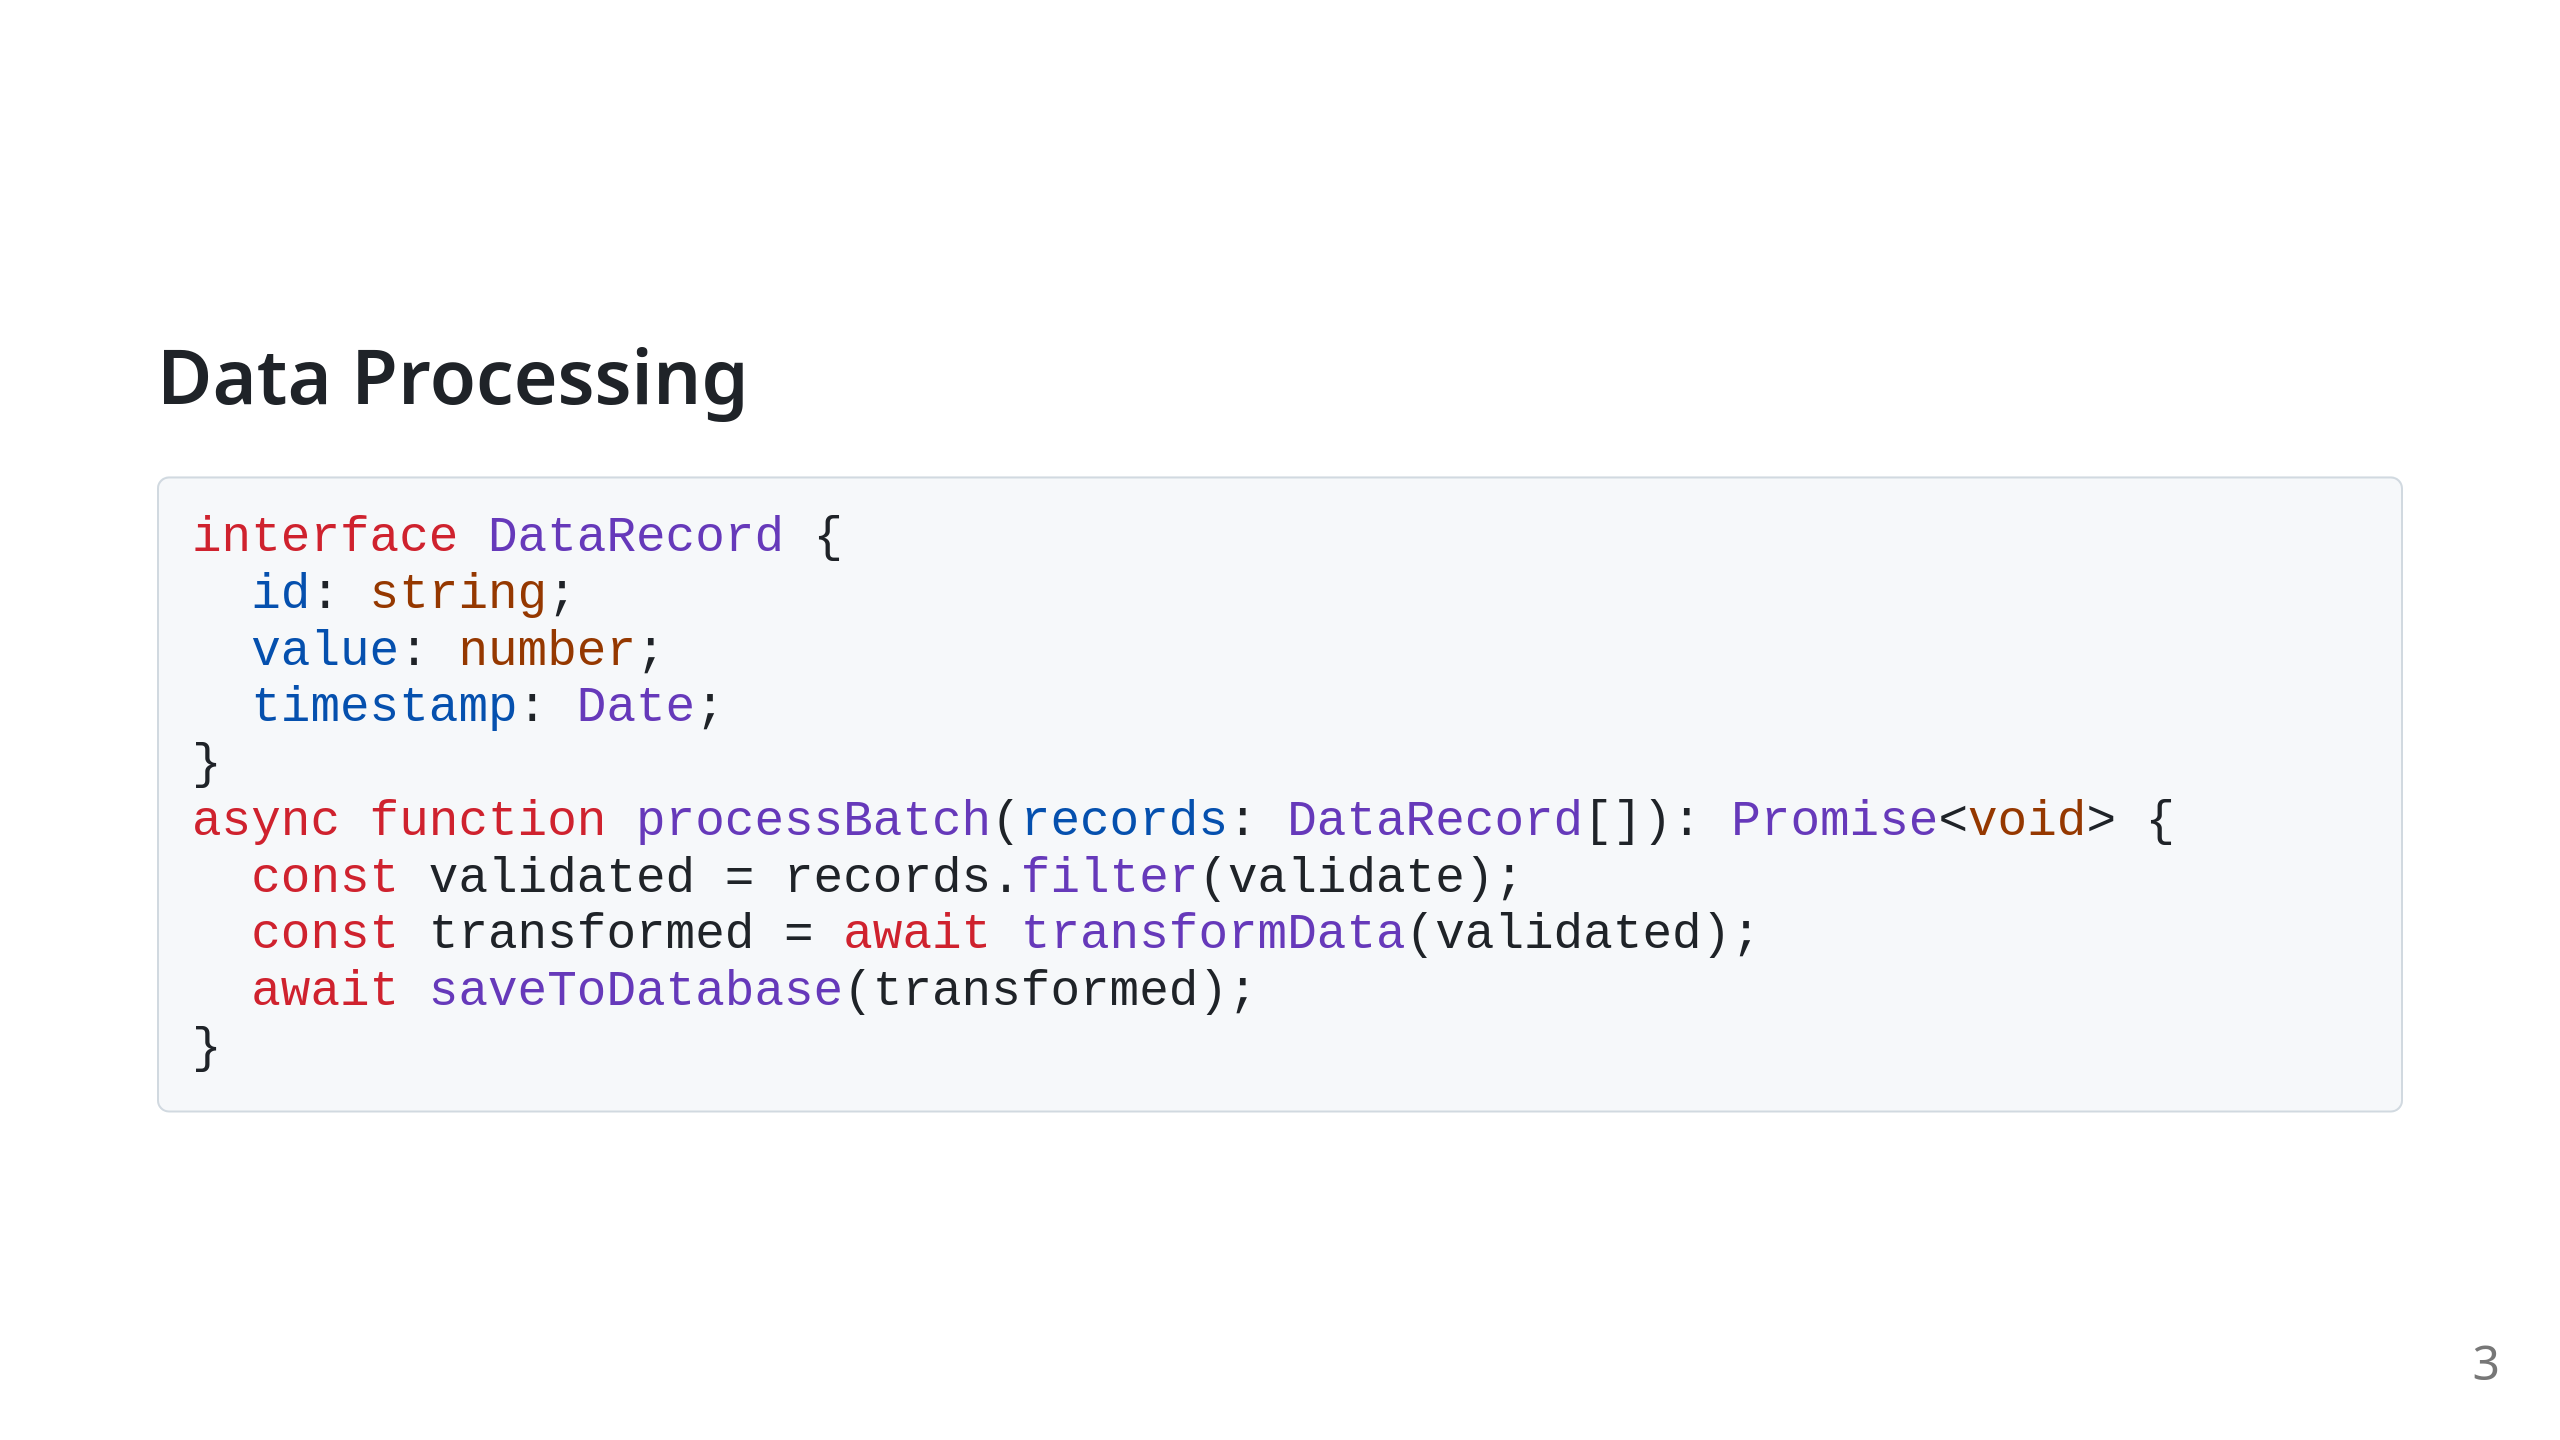 Data Processing
interface DataRecord {
  id: string;
  value: number;
  timestamp: Date;
}
async function processBatch(records: DataRecord[]): Promise<void> {
  const validated = records.filter(validate);
  const transformed = await transformData(validated);
  await saveToDatabase(transformed);
}
3